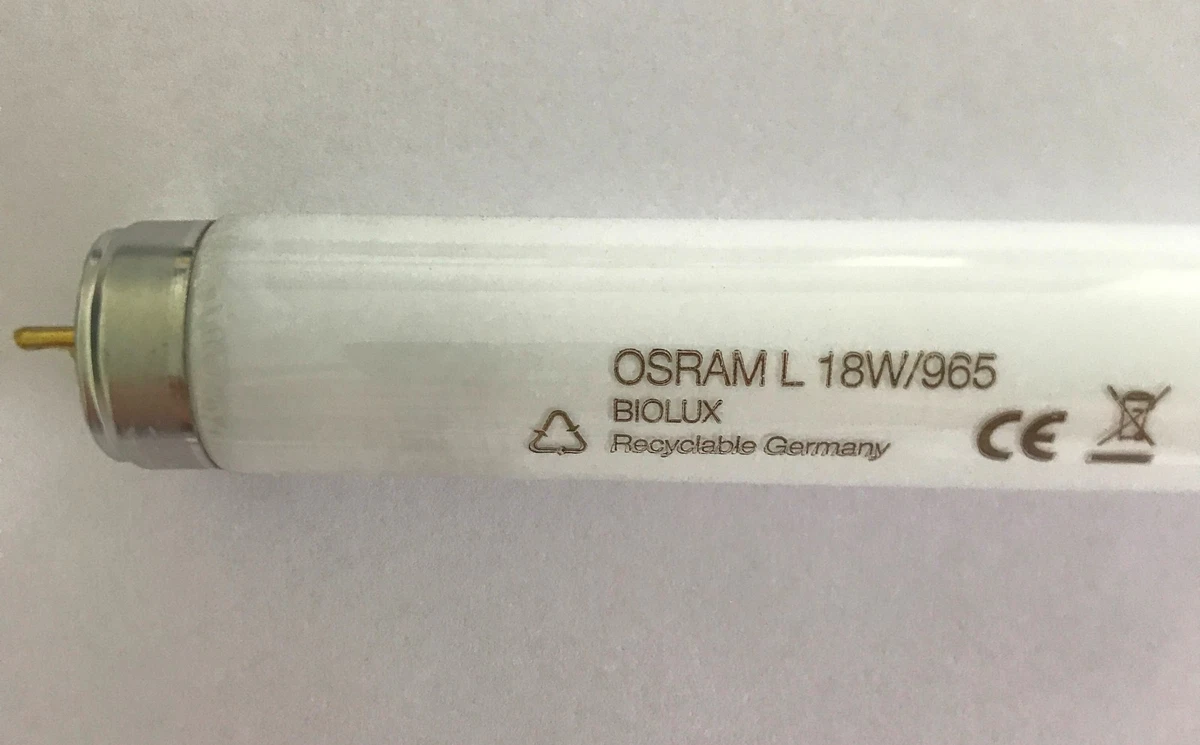 OSRAM L 18W/965
BIOLUX
Recyclable Germany
CE